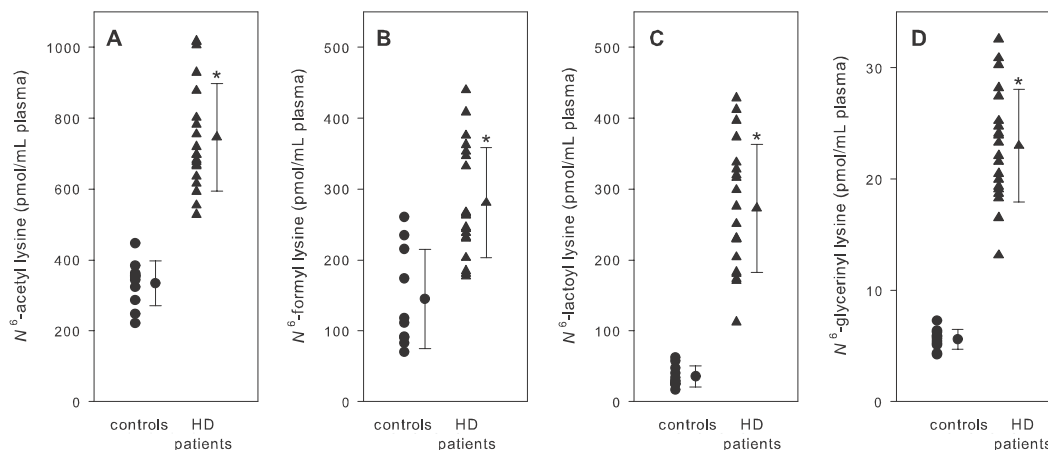 A
N⁶-acetyl lysine (pmol/mL plasma)
1000
800
600
400
200
0
*
controls
HD
patients
B
N⁶-formyl lysine (pmol/mL plasma)
500
400
300
200
100
0
*
controls
HD
patients
C
N⁶-lactoyl lysine (pmol/mL plasma)
500
400
300
200
100
0
*
controls
HD
patients
D
N⁶-glycerinyl lysine (pmol/mL plasma)
30
20
10
0
*
controls
HD
patients